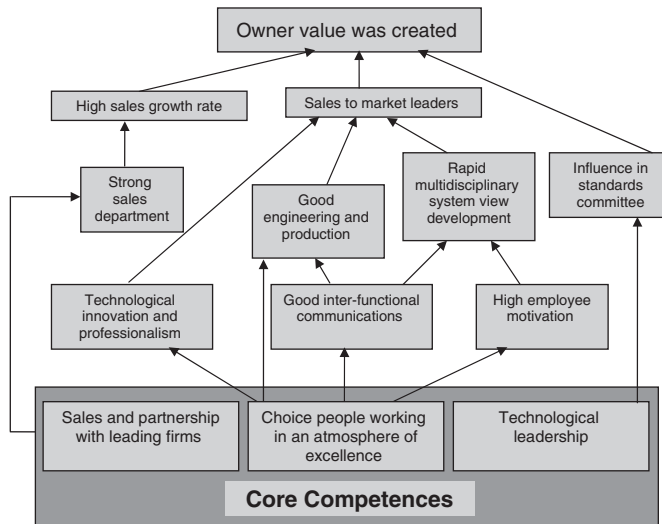 Owner value was created
High sales growth rate
Sales to market leaders
Strong
sales
department
Good
engineering and
production
Rapid
multidisciplinary
system view
development
Influence in
standards
committee
Technological
innovation and
professionalism
Good inter-functional
communications
High employee
motivation
Sales and partnership
with leading firms
Choice people working
in an atmosphere of
excellence
Technological
leadership
Core Competences